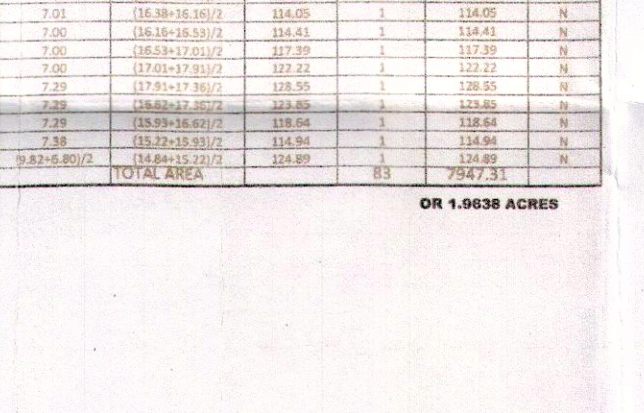 7.01 (16.38+16.16)/2 114.05 1 114.05 N
7.00 (16.16+16.53)/2 114.41 1 114.41 N
7.00 (16.53+17.01)/2 117.39 1 117.39 N
7.00 (17.01+17.91)/2 122.22 1 122.22 N
7.29 (17.91+17.36)/2 128.55 1 128.55 N
7.29 (16.62+17.36)/2 123.85 1 123.85 N
7.29 (15.93+16.62)/2 118.64 1 118.64 N
7.38 (15.22+15.93)/2 114.94 1 114.94 N
9.82+6.80)/2 (14.84+15.22)/2 124.89 1 124.89 N
TOTAL AREA 83 7947.31
OR 1.9638 ACRES